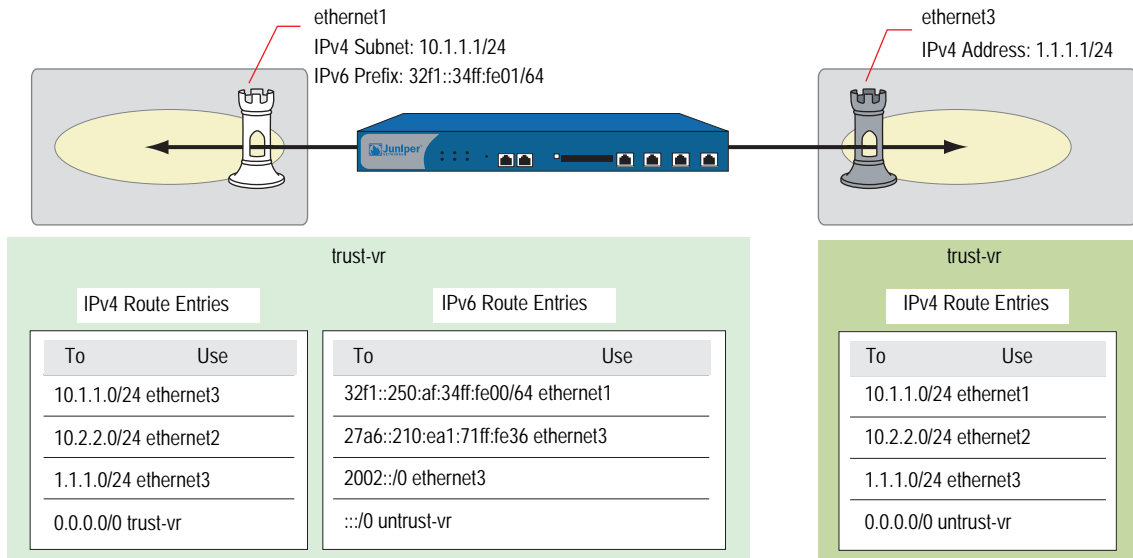 ethernet1
IPv4 Subnet: 10.1.1.1/24
IPv6 Prefix: 32f1::34ff:fe01/64
ethernet3
IPv4 Address: 1.1.1.1/24
Juniper
trust-vr
IPv4 Route Entries
To Use
10.1.1.0/24 ethernet3
10.2.2.0/24 ethernet2
1.1.1.0/24 ethernet3
0.0.0.0/0 trust-vr
IPv6 Route Entries
To Use
32f1::250:af:34ff:fe00/64 ethernet1
27a6::210:ea1:71ff:fe36 ethernet3
2002::/0 ethernet3
:::/0 untrust-vr
trust-vr
IPv4 Route Entries
To Use
10.1.1.0/24 ethernet1
10.2.2.0/24 ethernet2
1.1.1.0/24 ethernet3
0.0.0.0/0 untrust-vr